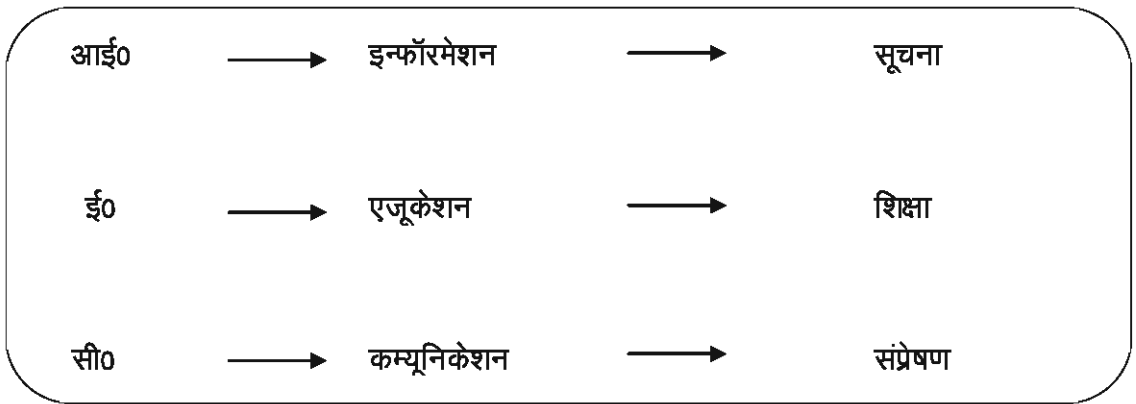 आई0 → इन्फॉरमेशन → सूचना
ई0 → एजूकेशन → शिक्षा
सी0 → कम्यूनिकेशन → संप्रेषण